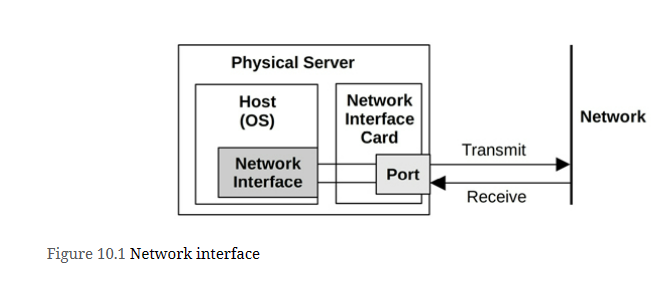 Physical Server
Host
(OS)
Network
Interface
Card
Network
Interface
Port
Transmit
Receive
Network
Figure 10.1 Network interface